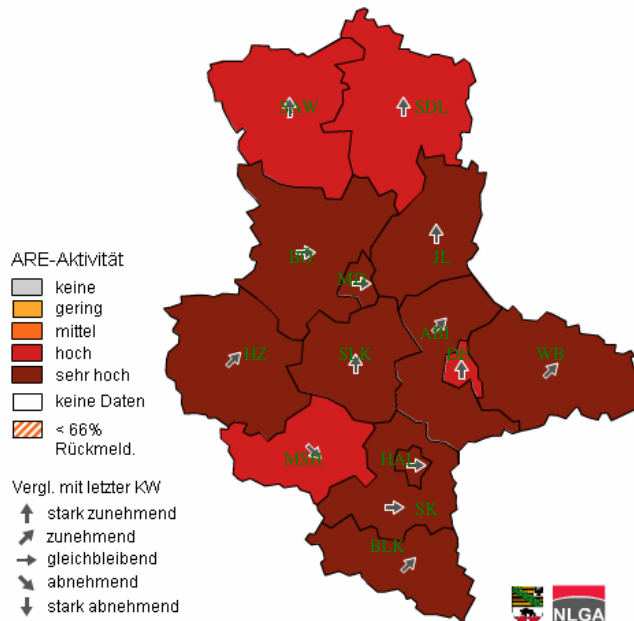 SAW
SDL
BÖ
JL
MD
ABI
HZ
SLK
DE
WB
MSH
HAL
SK
BLK
ARE-Aktivität
keine
gering
mittel
hoch
sehr hoch
keine Daten
< 66%
Rückmeld.
Vergl. mit letzter KW
stark zunehmend
zunehmend
gleichbleibend
abnehmend
stark abnehmend
NLGA